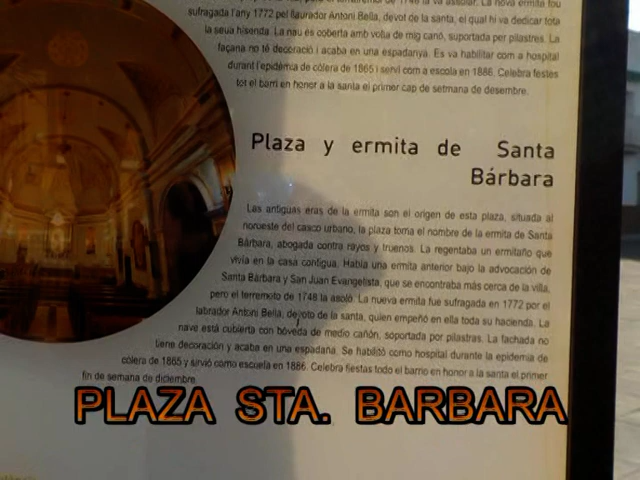 sufragada l'any 1772 pel llaurador Antoni Bella, devot de la santa, el qual hi va dedicar tota
la seua hisenda. La nau és coberta amb volta de mig canó, suportada per pilastres. La
façana no té decoració i acaba en una espadanya. Es va habilitar com a hospital
durant l'epidèmia de còlera de 1865 i serví com a escola en 1886. Celebra festes
tot el barri en honor a la santa el primer cap de setmana de desembre.
Plaza y ermita de Santa
Bárbara
Las antiguas eras de la ermita son el origen de esta plaza, situada al
noroeste del casco urbano, la plaza toma el nombre de la ermita de Santa
Bárbara, abogada contra rayos y truenos. La regentaba un ermitaño que
vivía en la casa contigua. Había una ermita anterior bajo la advocación de
Santa Bárbara y San Juan Evangelista, que se encontraba más cerca de la villa,
pero el terremoto de 1748 la asoló. La nueva ermita fue sufragada en 1772 por el
labrador Antoni Bella, devoto de la santa, quien empeñó en ella toda su hacienda. La
nave está cubierta con bóveda de medio cañón, soportada por pilastras. La fachada no
tiene decoración y acaba en una espadana. Se habilitó como hospital durante la epidemia de
cólera de 1865 y sirvió como escuela en 1886. Celebra fiestas todo el barrio en honor a la santa el primer
fin de semana de diciembre.
PLAZA STA. BARBARA